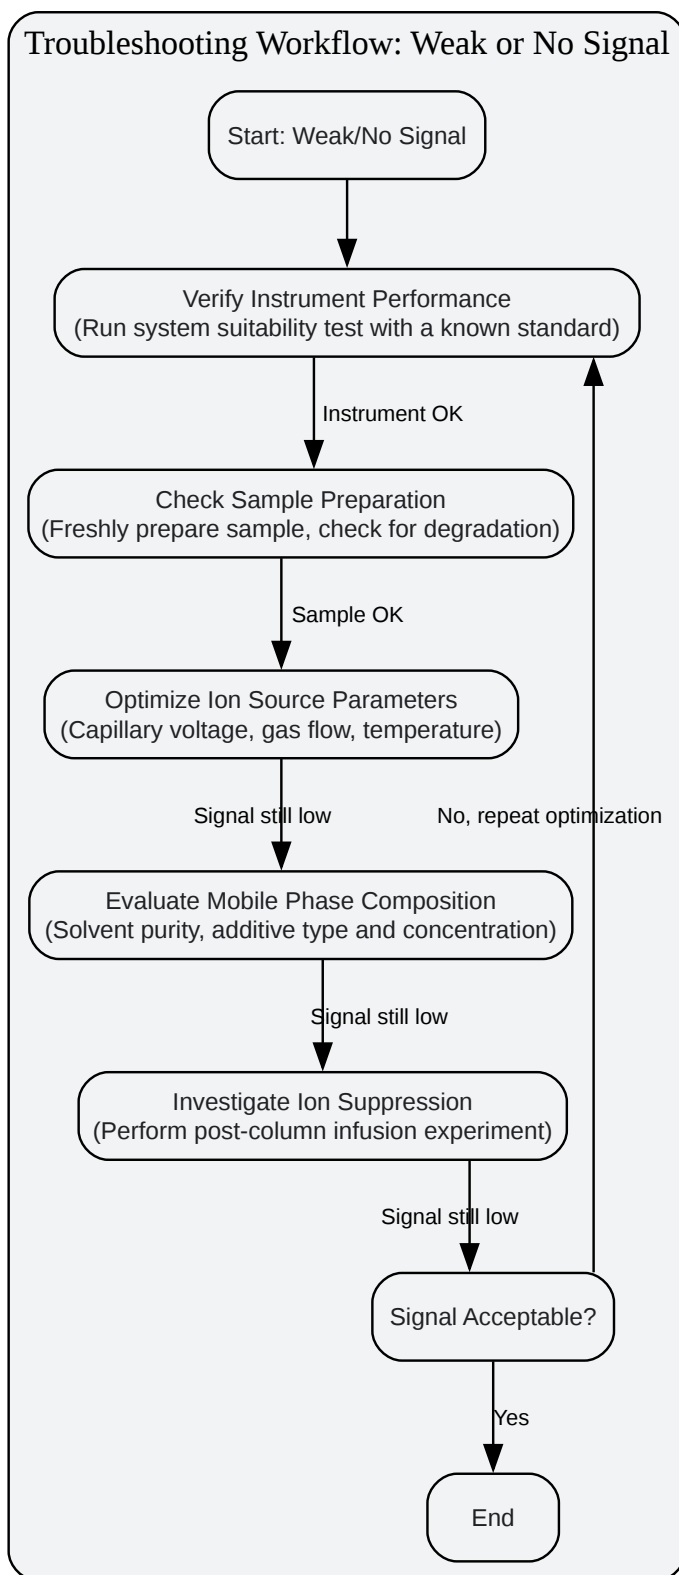 Troubleshooting Workflow: Weak or No Signal
Start: Weak/No Signal
Verify Instrument Performance
(Run system suitability test with a known standard)
Instrument OK
Check Sample Preparation
(Freshly prepare sample, check for degradation)
Sample OK
Optimize Ion Source Parameters
(Capillary voltage, gas flow, temperature)
Signal still low
No, repeat optimization
Evaluate Mobile Phase Composition
(Solvent purity, additive type and concentration)
Signal still low
Investigate Ion Suppression
(Perform post-column infusion experiment)
Signal still low
Signal Acceptable?
Yes
End